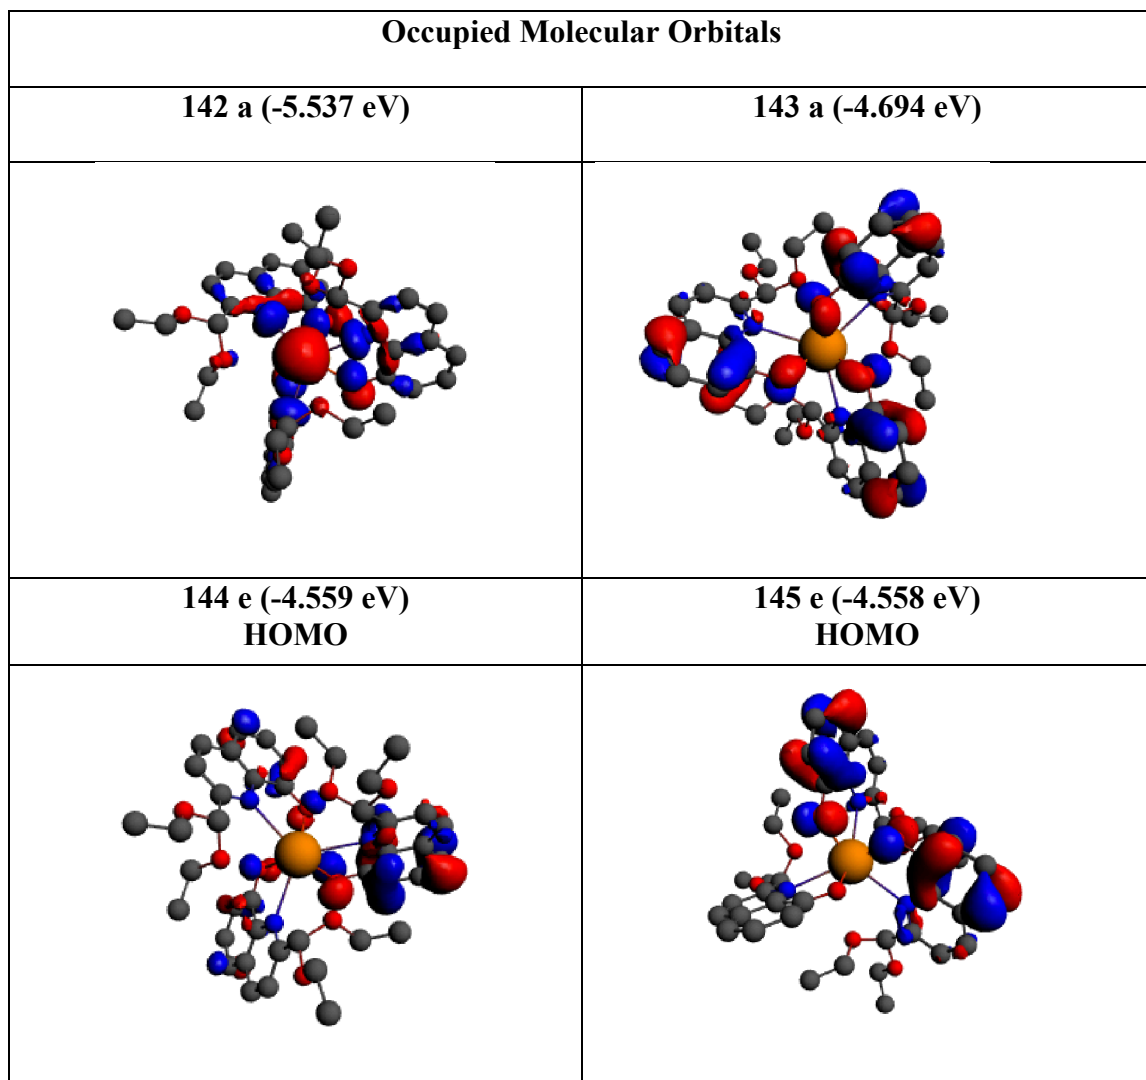 Occupied Molecular Orbitals
142 a (-5.537 eV)
143 a (-4.694 eV)
144 e (-4.559 eV)
HOMO
145 e (-4.558 eV)
HOMO